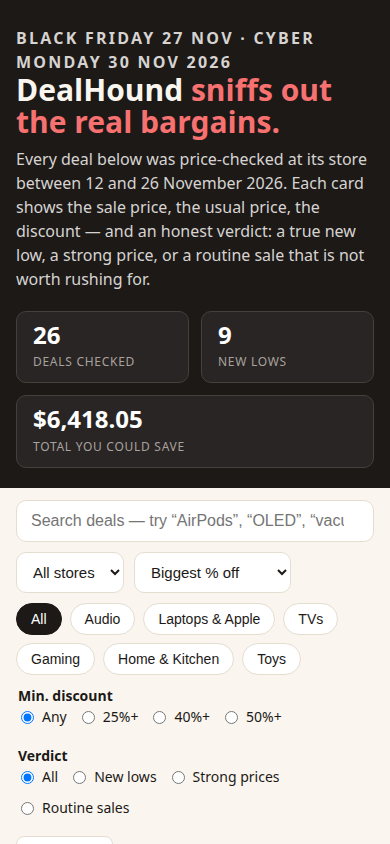 BLACK FRIDAY 27 NOV · CYBER
MONDAY 30 NOV 2026
DealHound sniffs out
the real bargains.
Every deal below was price-checked at its store
between 12 and 26 November 2026. Each card
shows the sale price, the usual price, the
discount — and an honest verdict: a true new
low, a strong price, or a routine sale that is not
worth rushing for.
26
DEALS CHECKED
9
NEW LOWS
$6,418.05
TOTAL YOU COULD SAVE
Search deals — try “AirPods”, “OLED”, “vacu
All stores
Biggest % off
All
Audio
Laptops & Apple
TVs
Gaming
Home & Kitchen
Toys
Min. discount
Any
25%+
40%+
50%+
Verdict
All
New lows
Strong prices
Routine sales